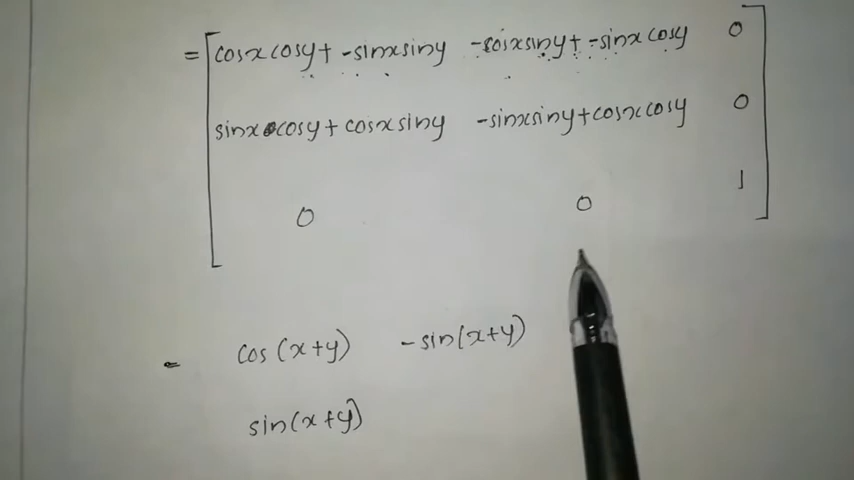 = [ cosx cosy + -sinx siny -cosx siny + -sinx cosy 0
sinx cosy + cosx siny -sinx siny + cosx cosy 0
0 0 1 ]
= cos(x+y) -sin(x+y)
sin(x+y)